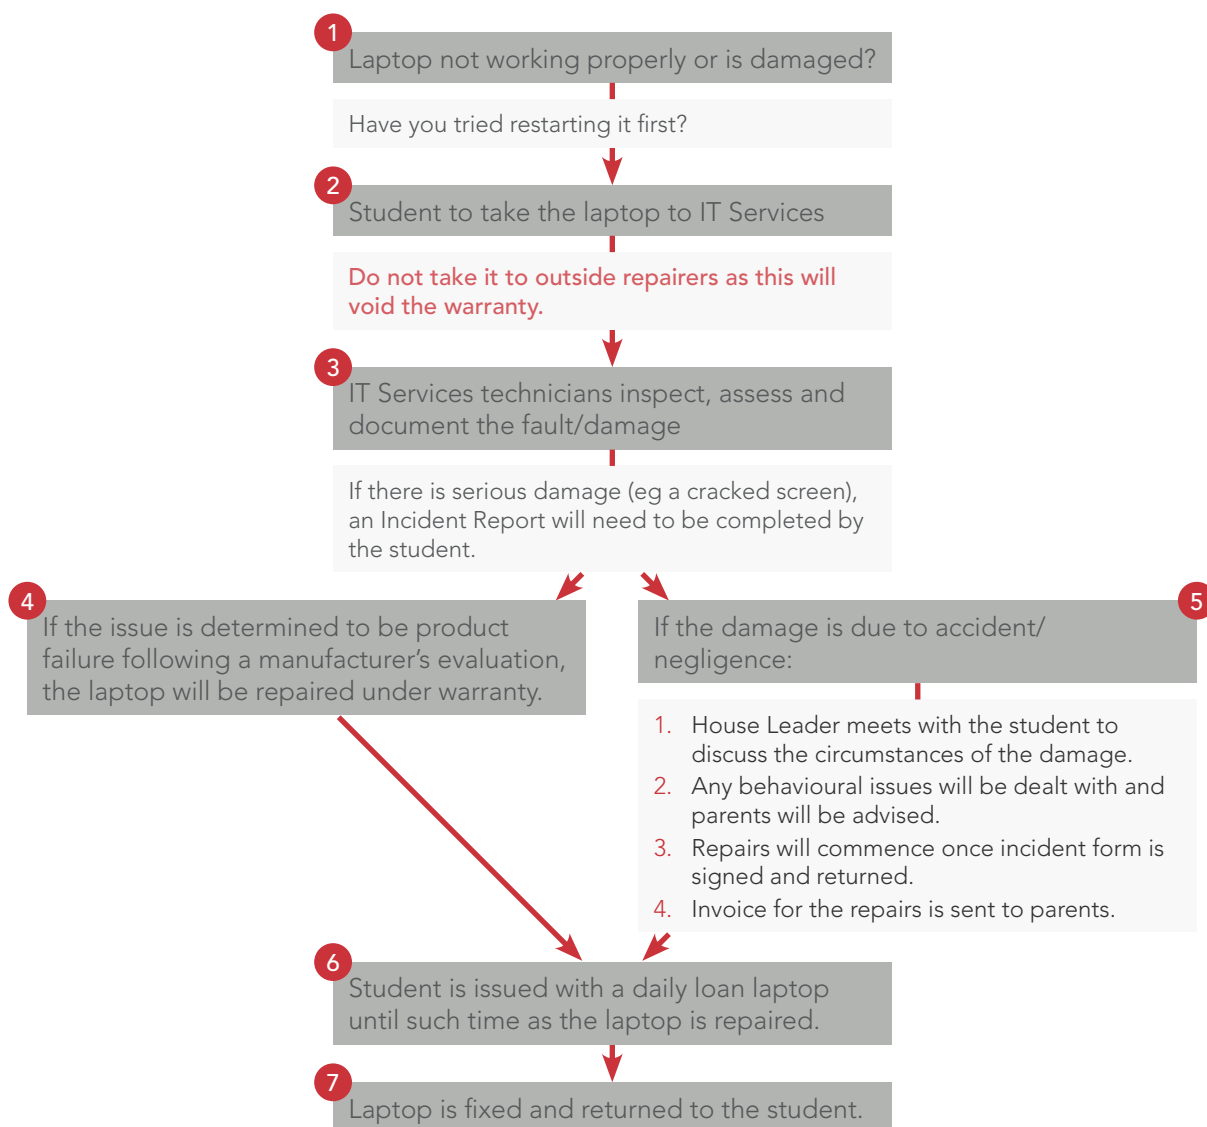 1
Laptop not working properly or is damaged?
Have you tried restarting it first?
2
Student to take the laptop to IT Services
Do not take it to outside repairers as this will
void the warranty.
3
IT Services technicians inspect, assess and
document the fault/damage
If there is serious damage (eg a cracked screen),
an Incident Report will need to be completed by
the student.
4
If the issue is determined to be product
failure following a manufacturer's evaluation,
the laptop will be repaired under warranty.
5
If the damage is due to accident/
negligence:
1. House Leader meets with the student to
discuss the circumstances of the damage.
2. Any behavioural issues will be dealt with and
parents will be advised.
3. Repairs will commence once incident form is
signed and returned.
4. Invoice for the repairs is sent to parents.
6
Student is issued with a daily loan laptop
until such time as the laptop is repaired.
7
Laptop is fixed and returned to the student.